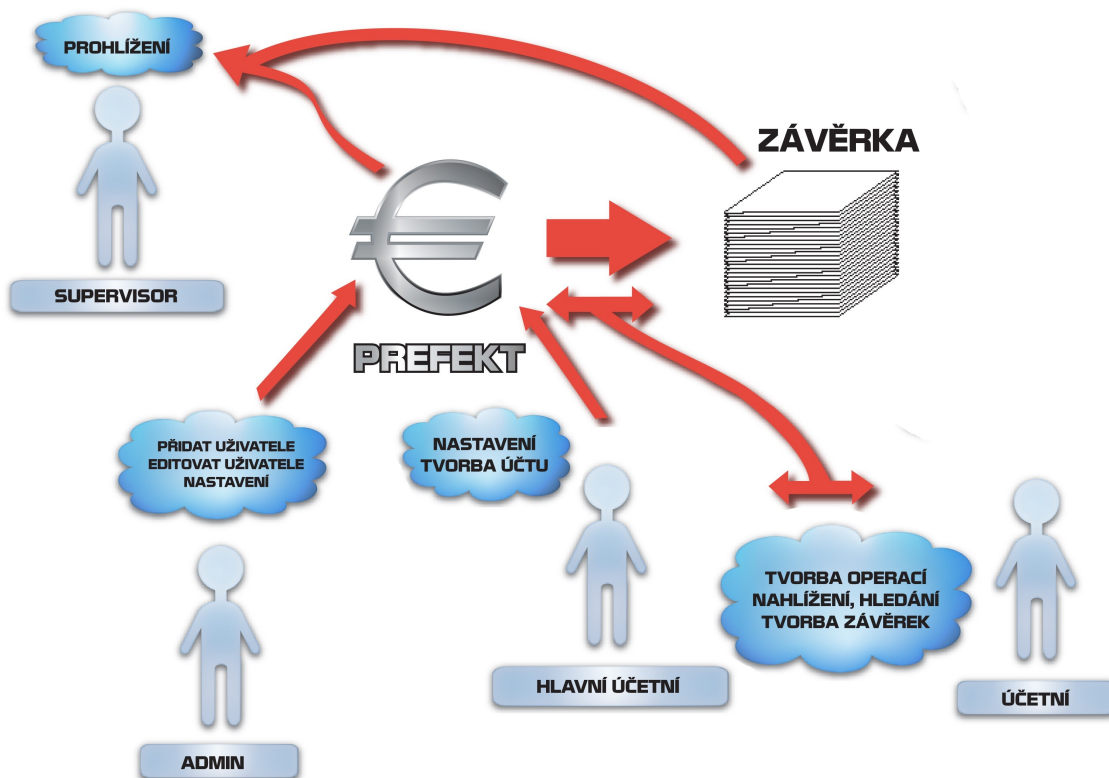 PROHLÍŽENÍ
SUPERVISOR
ZÁVĚRKA
PREFEKT
PŘIDAT UŽIVATELE
EDITOVAT UŽIVATELE
NASTAVENÍ
ADMIN
NASTAVENÍ
TVORBA ÚČTU
HLAVNÍ ÚČETNÍ
TVORBA OPERACÍ
NAHLÍŽENÍ, HLEDÁNÍ
TVORBA ZÁVĚREK
ÚČETNÍ